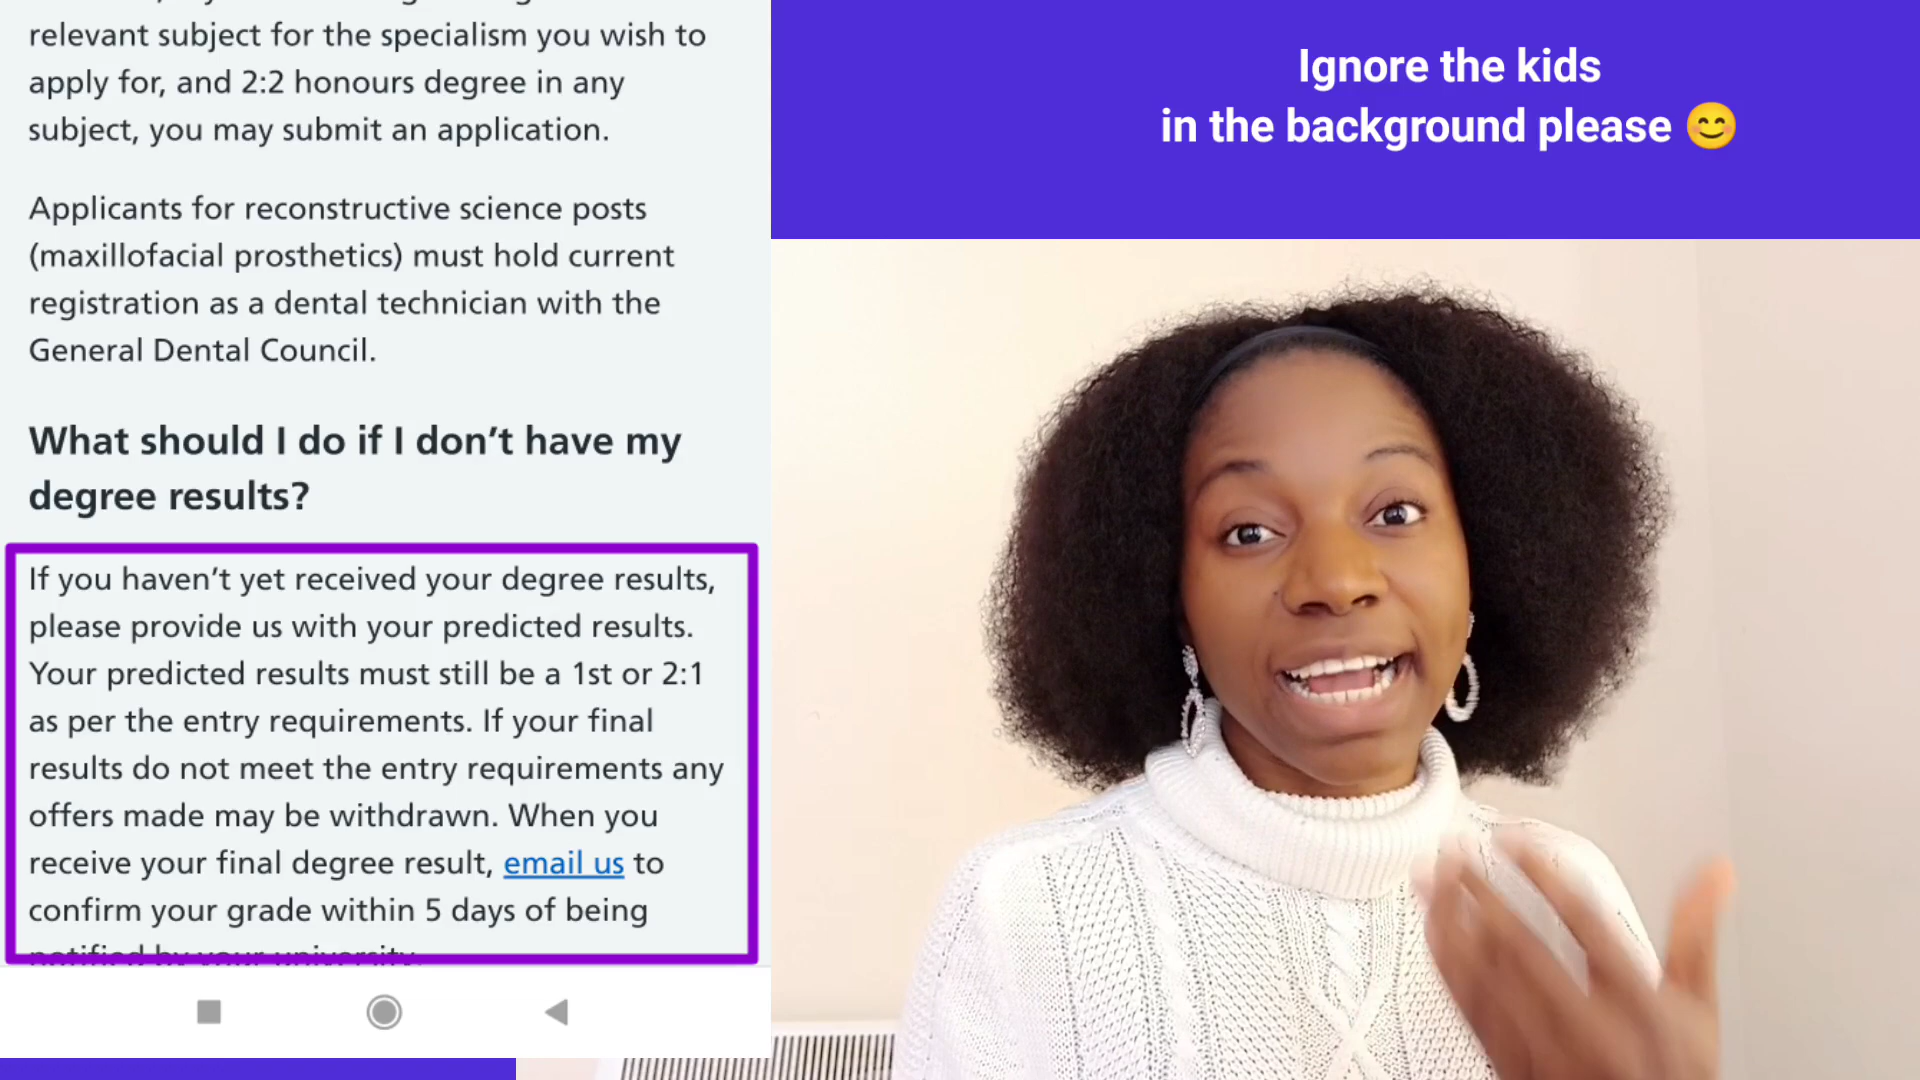 relevant subject for the specialism you wish to
apply for, and 2:2 honours degree in any
subject, you may submit an application.
Applicants for reconstructive science posts
(maxillofacial prosthetics) must hold current
registration as a dental technician with the
General Dental Council.
What should I do if I don’t have my
degree results?
If you haven’t yet received your degree results,
please provide us with your predicted results.
Your predicted results must still be a 1st or 2:1
as per the entry requirements. If your final
results do not meet the entry requirements any
offers made may be withdrawn. When you
receive your final degree result, email us to
confirm your grade within 5 days of being
notified by your university.
Ignore the kids
in the background please 😊